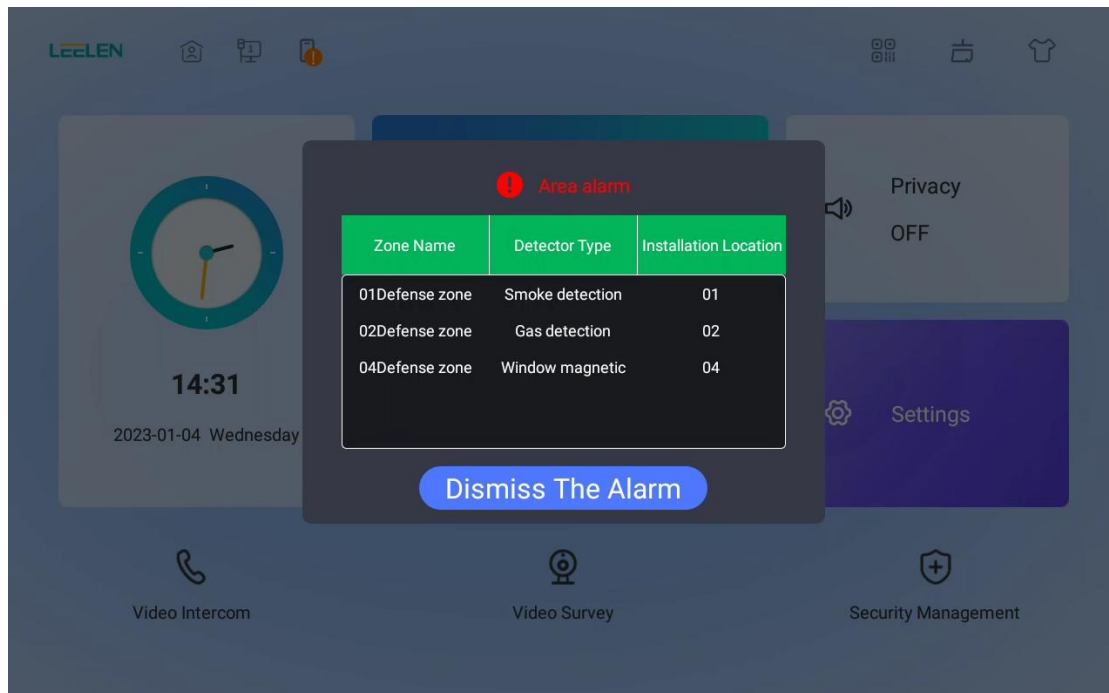 LEELEN
1
Area alarm
Zone Name Detector Type Installation Location
01Defense zone Smoke detection 01
02Defense zone Gas detection 02
04Defense zone Window magnetic 04
Dismiss The Alarm
14:31
2023-01-04 Wednesday
Privacy
OFF
Settings
Video Intercom
Video Survey
Security Management